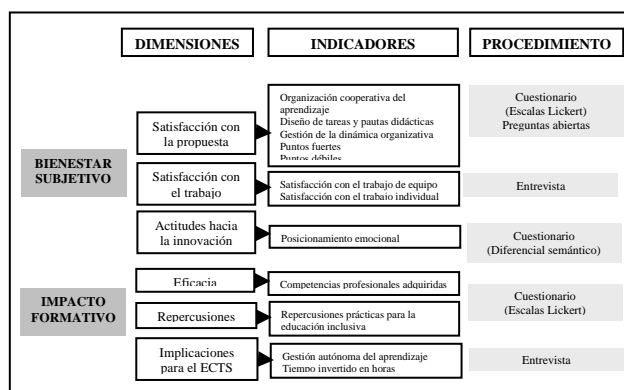 DIMENSIONES
INDICADORES
PROCEDIMIENTO
BIENESTAR
SUBJETIVO
Satisfacción con
la propuesta
Organización cooperativa del
aprendizaje
Diseño de tareas y pautas didácticas
Gestión de la dinámica organizativa
Puntos fuertes
Puntos débiles
Cuestionario
(Escalas Lickert)
Preguntas abiertas
Satisfacción con
el trabajo
Satisfacción con el trabajo de equipo
Satisfacción con el trabajo individual
Entrevista
Actitudes hacia
la innovación
Posicionamiento emocional
Cuestionario
(Diferencial semántico)
IMPACTO
FORMATIVO
Eficacia
Competencias profesionales adquiridas
Cuestionario
(Escalas Lickert)
Repercusiones
Repercusiones prácticas para la
educación inclusiva
Implicaciones
para el ECTS
Gestión autónoma del aprendizaje
Tiempo invertido en horas
Entrevista